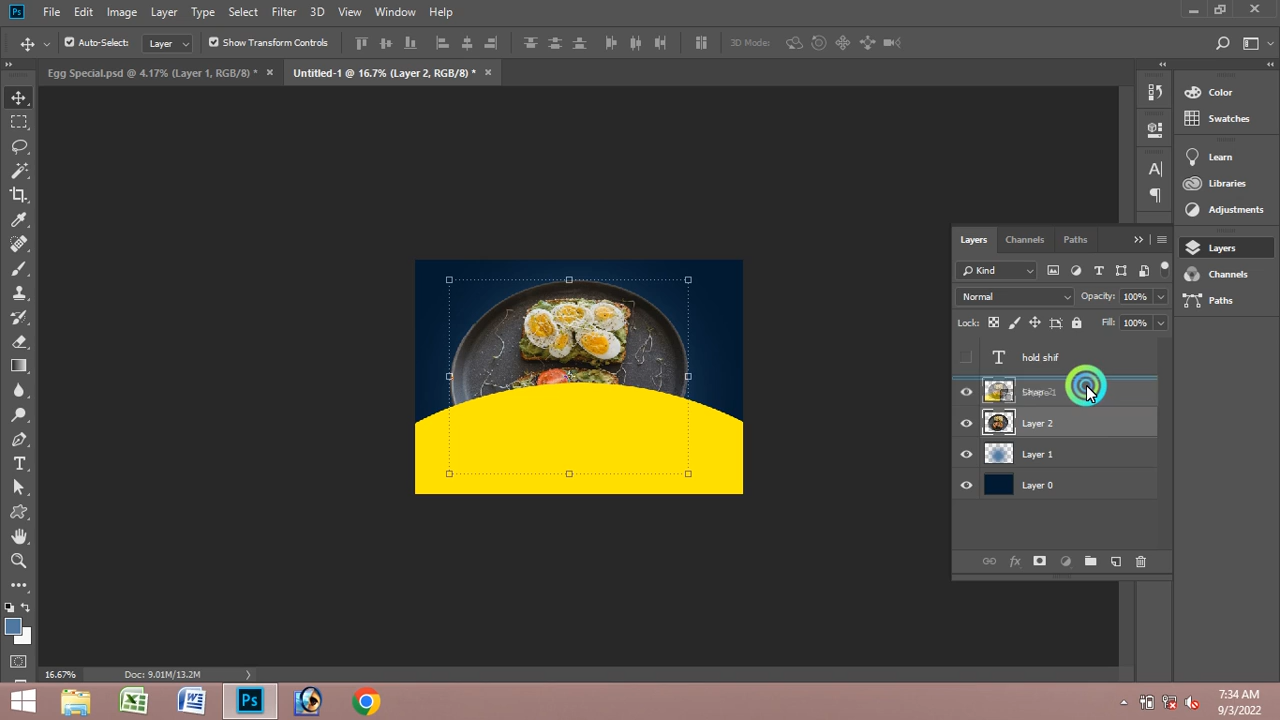 Ps File Edit Image Layer Type Select Filter 3D View Window Help
Auto-Select: Layer Show Transform Controls 3D Mode:
Egg Special.psd @ 4.17% (Layer 1, RGB/8) * × Untitled-1 @ 16.7% (Layer 2, RGB/8) * ×
Color
Swatches
Learn
Libraries
Adjustments
Layers
Channels
Paths
Layers Channels Paths
Kind
Normal Opacity: 100%
Lock: Fill: 100%
T hold shif
Layer 2
Layer 1
Layer 0
fx
16.67% Doc: 9.01M/13.2M
Ps
7:34 AM
9/3/2022